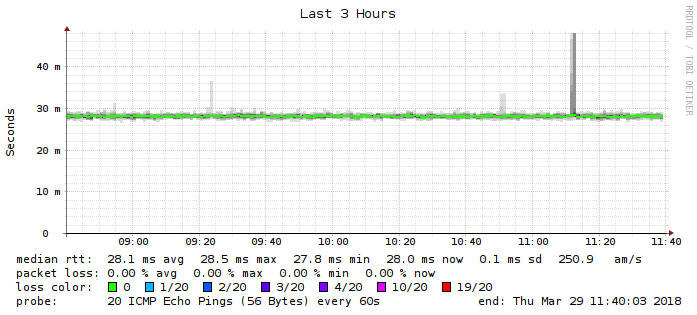 Last 3 Hours
RRDTOOL / TOBI OETIKER
Seconds
40 m
30 m
20 m
10 m
0
09:00 09:20 09:40 10:00 10:20 10:40 11:00 11:20 11:40
median rtt: 28.1 ms avg 28.5 ms max 27.8 ms min 28.0 ms now 0.1 ms sd 250.9 am/s
packet loss: 0.00 % avg 0.00 % max 0.00 % min 0.00 % now
loss color: 0 1/20 2/20 3/20 4/20 10/20 19/20
probe: 20 ICMP Echo Pings (56 Bytes) every 60s end: Thu Mar 29 11:40:03 2018